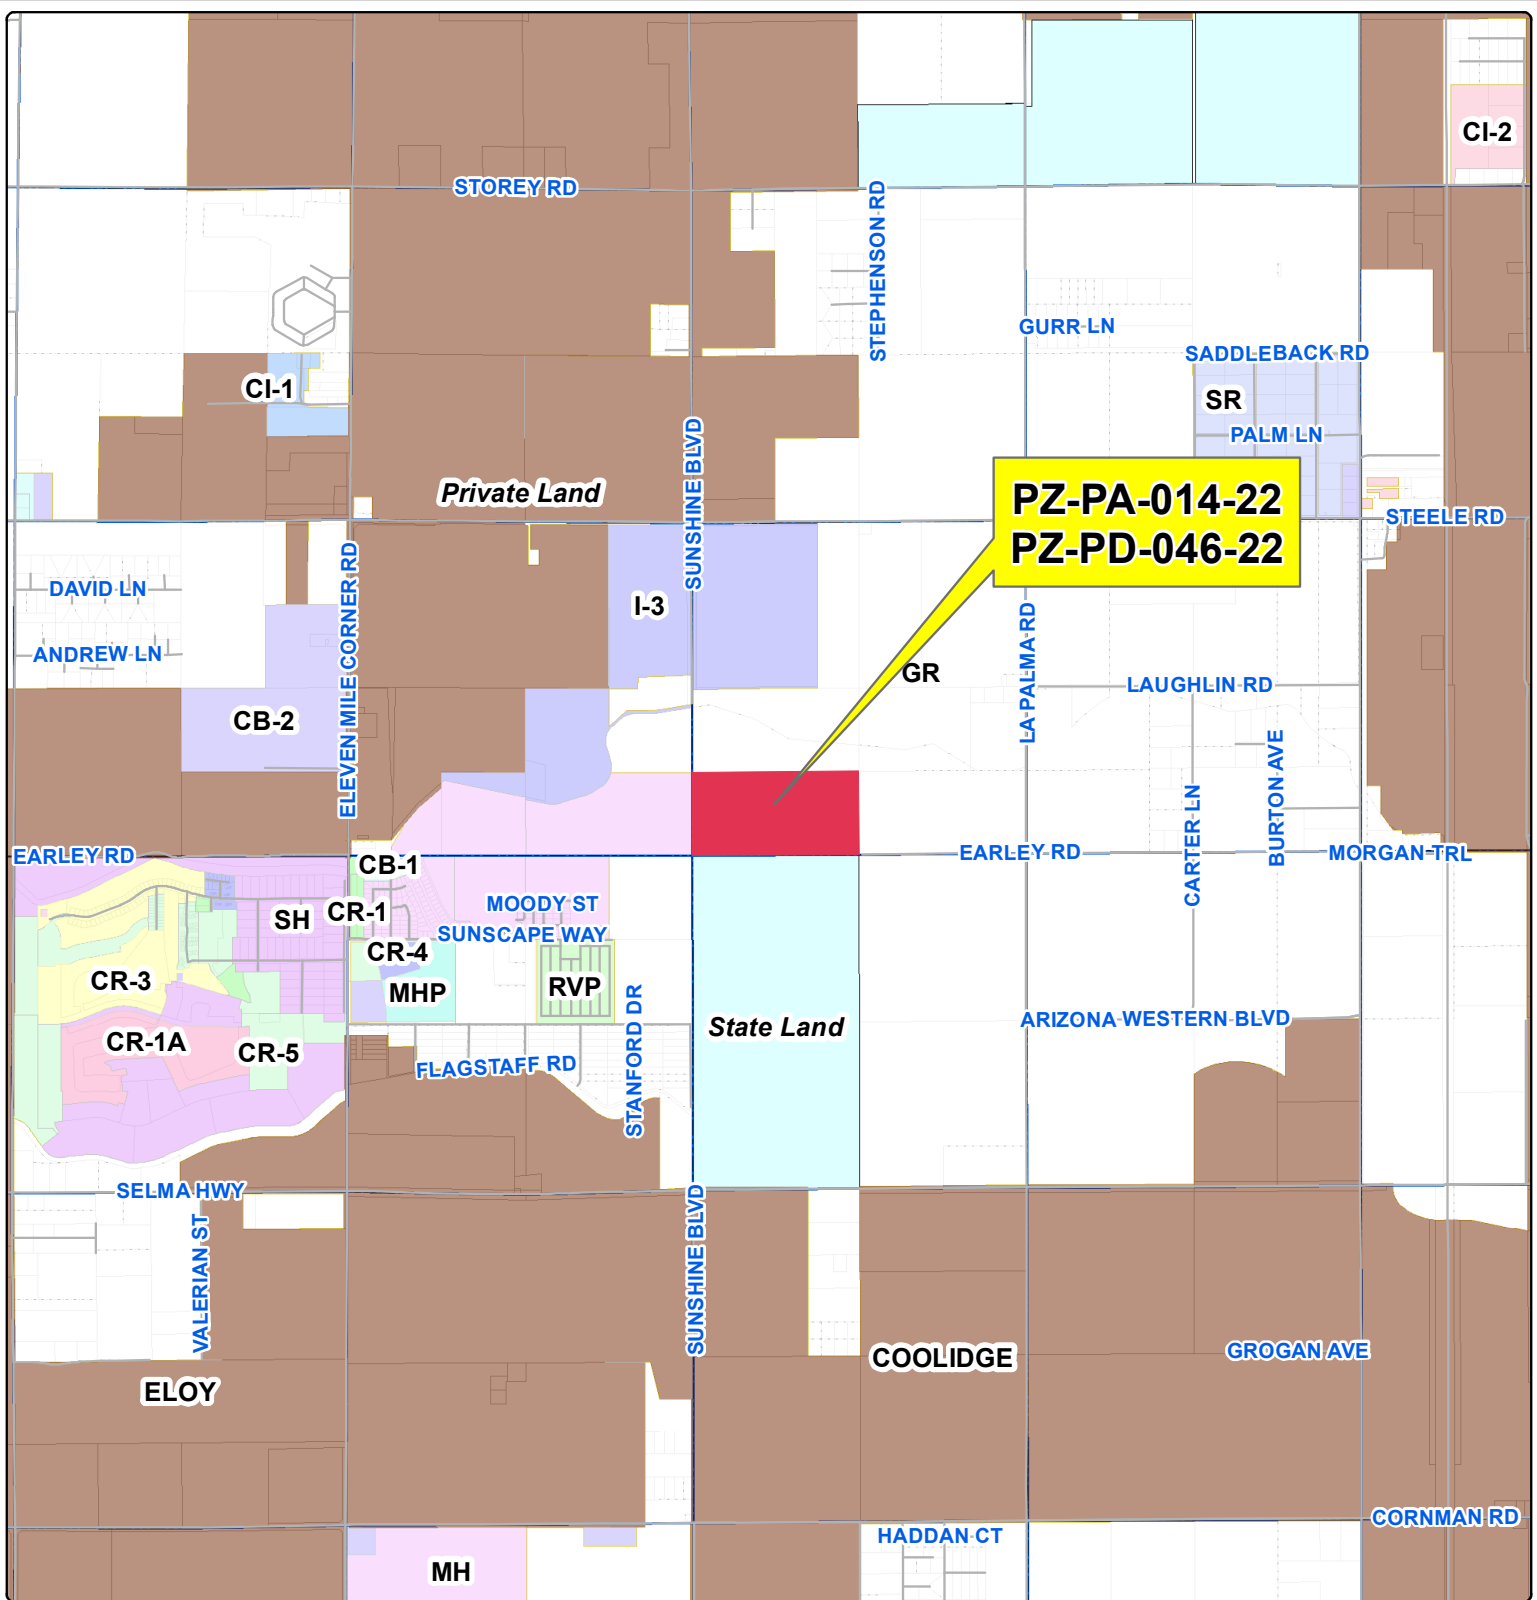 CI-2
STOREY RD
STEPHENSON RD
GURR LN
SADDLEBACK RD
CI-1
SR
PALM LN
SUNSHINE BLVD
Private Land
PZ-PA-014-22
PZ-PD-046-22
STEELE RD
ELEVEN MILE CORNER RD
DAVID LN
I-3
ANDREW LN
LA PALMA RD
GR
LAUGHLIN RD
CB-2
BURTON AVE
CARTER LN
EARLEY RD
EARLEY RD
MORGAN TRL
CB-1
MOODY ST
CR-1
SH
SUNSCAPE WAY
CR-4
CR-3
MHP
RVP
STANFORD DR
State Land
ARIZONA WESTERN BLVD
CR-1A
CR-5
FLAGSTAFF RD
SELMA HWY
VALERIAN ST
SUNSHINE BLVD
COOLIDGE
GROGAN AVE
ELOY
CORNMAN RD
HADDAN CT
MH